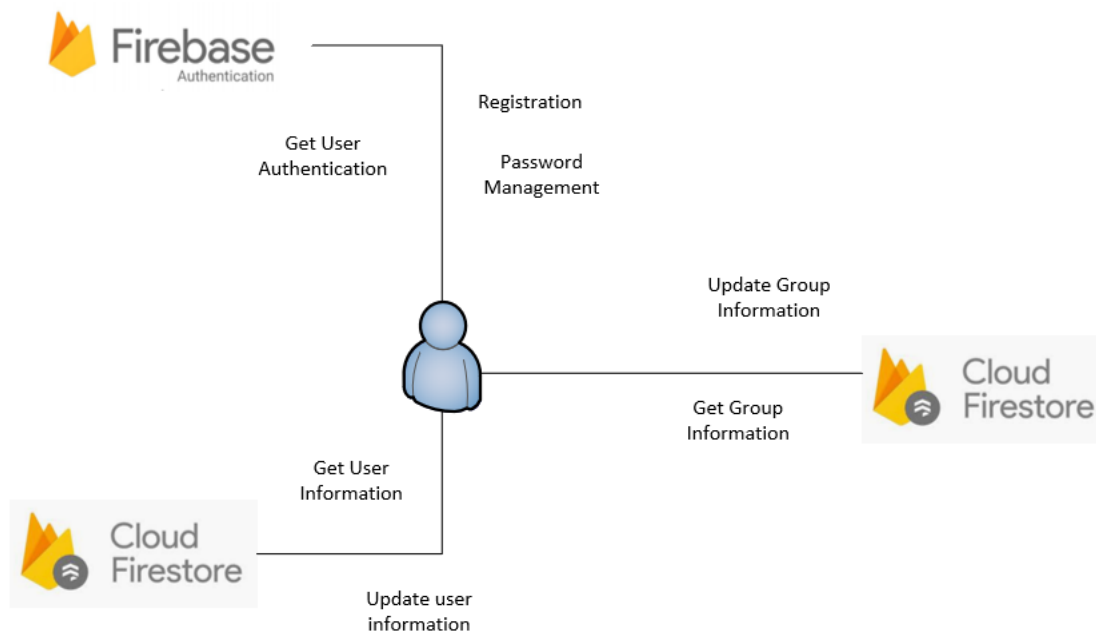 Firebase
Authentication
Registration
Get User
Authentication
Password
Management
Update Group
Information
Cloud
Firestore
Get Group
Information
Get User
Information
Cloud
Firestore
Update user
information